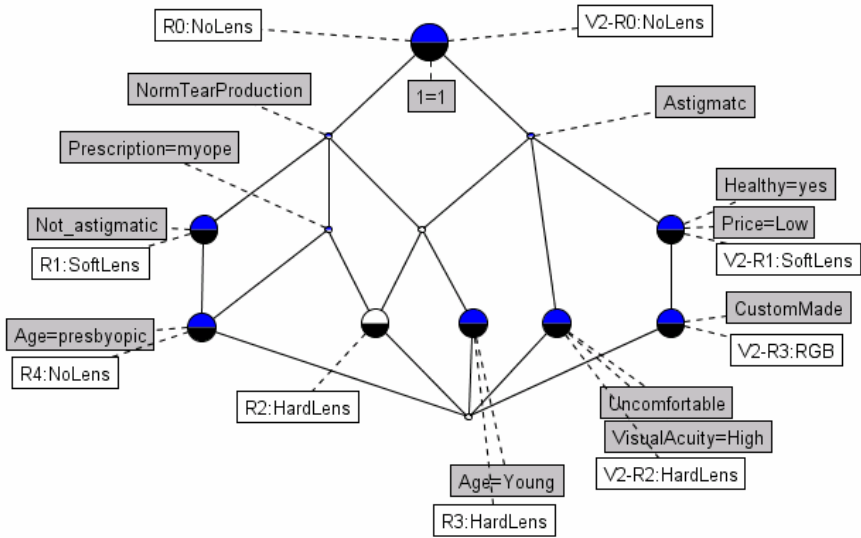 R0:NoLens
V2-R0:NoLens
NormTearProduction
1=1
Astigmatc
Prescription=myope
Healthy=yes
Not_astigmatic
Price=Low
R1:SoftLens
V2-R1:SoftLens
Age=presbyopic
CustomMade
R4:NoLens
V2-R3:RGB
R2:HardLens
Uncomfortable
VisualAcuity=High
Age=Young
V2-R2:HardLens
R3:HardLens